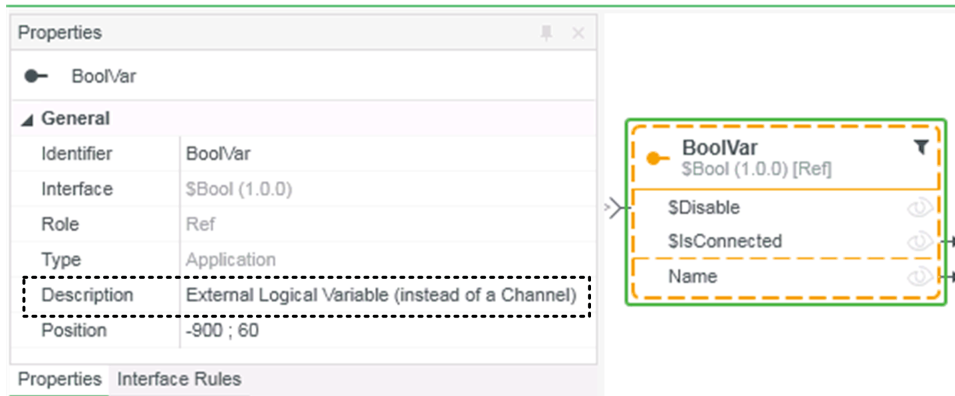 Properties
BoolVar
General
Identifier BoolVar
Interface $Bool (1.0.0)
Role Ref
Type Application
Description External Logical Variable (instead of a Channel)
Position -900 ; 60
Properties Interface Rules
BoolVar
$Bool (1.0.0) [Ref]
$Disable
$IsConnected
Name